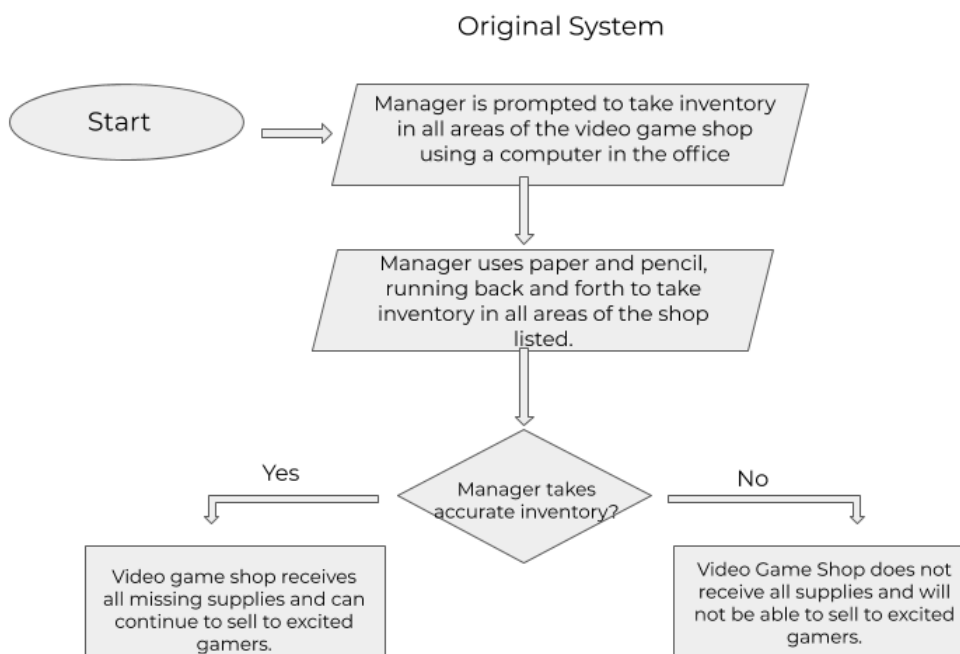 Original System
Start
Manager is prompted to take inventory
in all areas of the video game shop
using a computer in the office
Manager uses paper and pencil,
running back and forth to take
inventory in all areas of the shop
listed.
Manager takes
accurate inventory?
Yes
No
Video game shop receives
all missing supplies and can
continue to sell to excited
gamers.
Video Game Shop does not
receive all supplies and will
not be able to sell to excited
gamers.